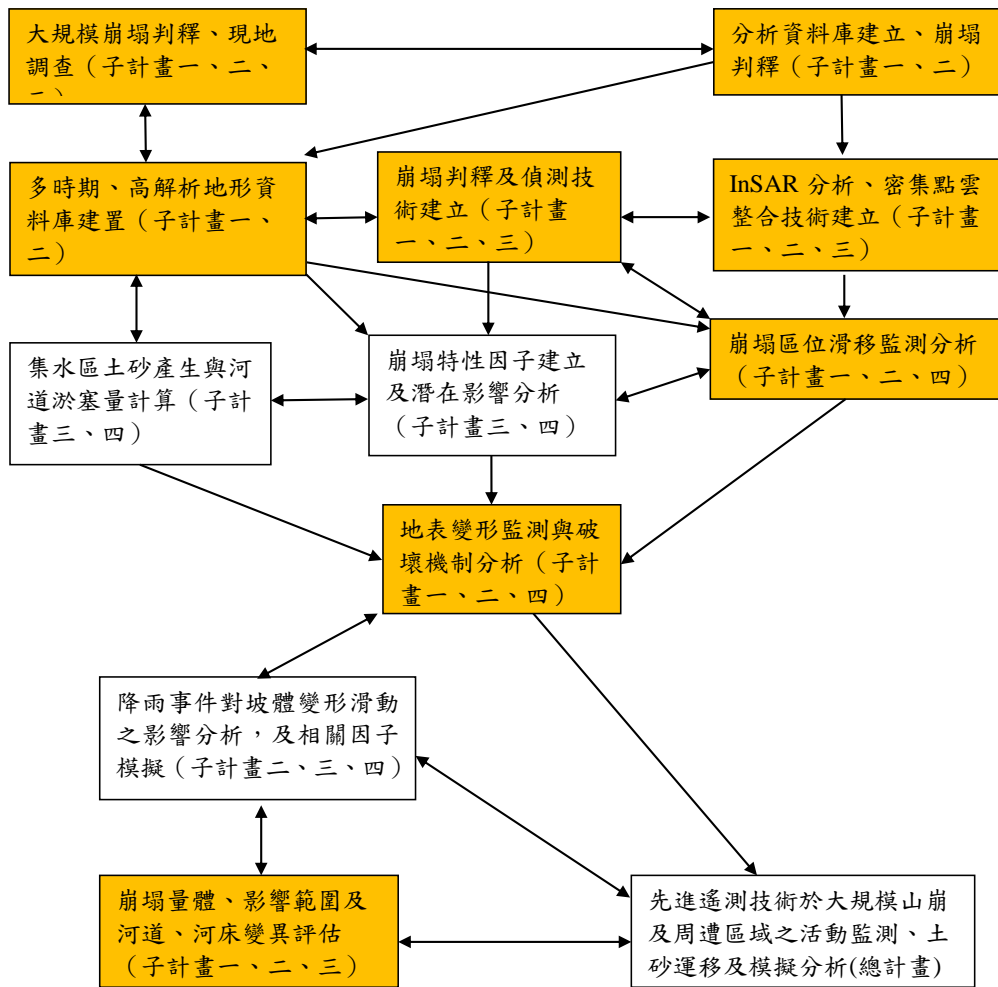 大規模崩塌判釋、現地
調查（子計畫一、二、
分析資料庫建立、崩塌
判釋（子計畫一、二）
多時期、高解析地形資
料庫建置（子計畫一、
二）
崩塌判釋及偵測技
術建立（子計畫
一、二、三）
InSAR 分析、密集點雲
整合技術建立（子計畫
一、二、三）
集水區土砂產生與河
道淤塞量計算（子計
畫三、四）
崩塌特性因子建立
及潛在影響分析
（子計畫三、四）
崩塌區位滑移監測分析
（子計畫一、二、四）
地表變形監測與破
壞機制分析（子計
畫一、二、四）
降雨事件對坡體變形滑動
之影響分析，及相關因子
模擬（子計畫二、三、四）
崩塌量體、影響範圍及
河道、河床變異評估
（子計畫一、二、三）
先進遙測技術於大規模山崩
及周遭區域之活動監測、土
砂運移及模擬分析(總計畫)